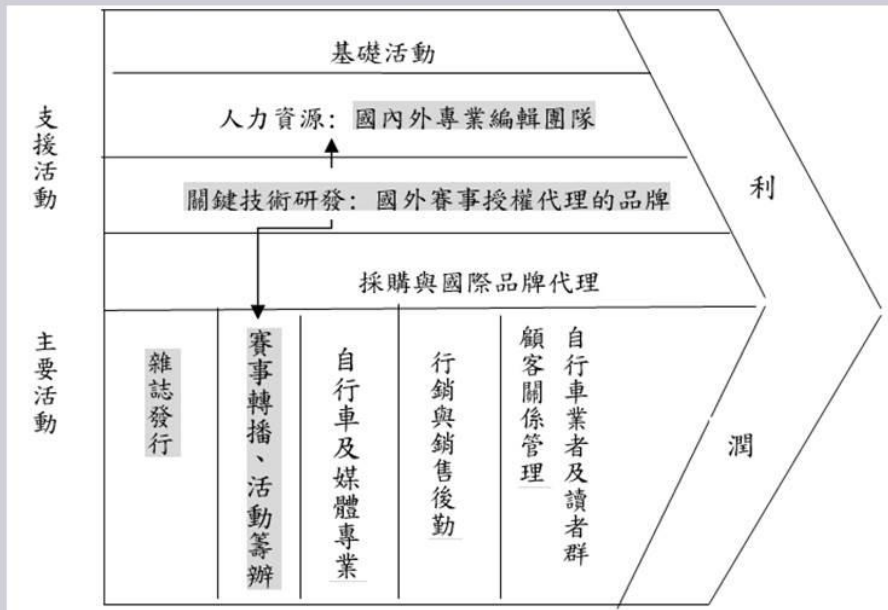 基礎活動
支援活動
人力資源：國內外專業編輯團隊
關鍵技術研發：國外賽事授權代理的品牌
採購與國際品牌代理
主要活動
雜誌發行
賽事轉播、活動籌辦
自行車及媒體專業
行銷與銷售後勤
顧客關係管理
自行車業者及讀者群
利
潤